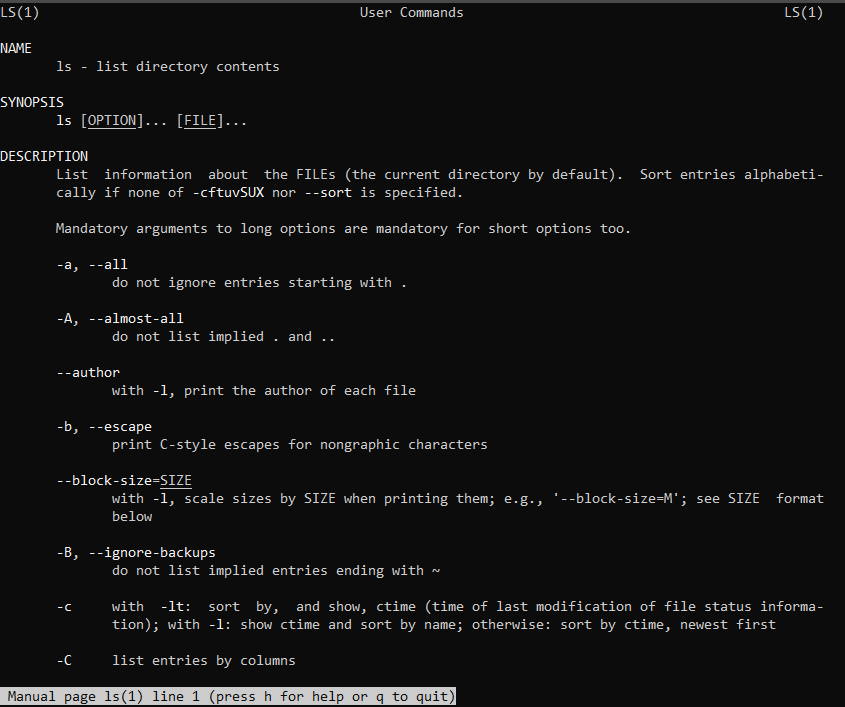 LS(1) User Commands LS(1)
NAME
ls - list directory contents
SYNOPSIS
ls [OPTION]... [FILE]...
DESCRIPTION
List information about the FILEs (the current directory by default). Sort entries alphabeti-
cally if none of -cftuvSUX nor --sort is specified.
Mandatory arguments to long options are mandatory for short options too.
-a, --all
do not ignore entries starting with .
-A, --almost-all
do not list implied . and ..
--author
with -l, print the author of each file
-b, --escape
print C-style escapes for nongraphic characters
--block-size=SIZE
with -l, scale sizes by SIZE when printing them; e.g., '--block-size=M'; see SIZE format
below
-B, --ignore-backups
do not list implied entries ending with ~
-c with -lt: sort by, and show, ctime (time of last modification of file status informa-
tion); with -l: show ctime and sort by name; otherwise: sort by ctime, newest first
-C list entries by columns
Manual page ls(1) line 1 (press h for help or q to quit)